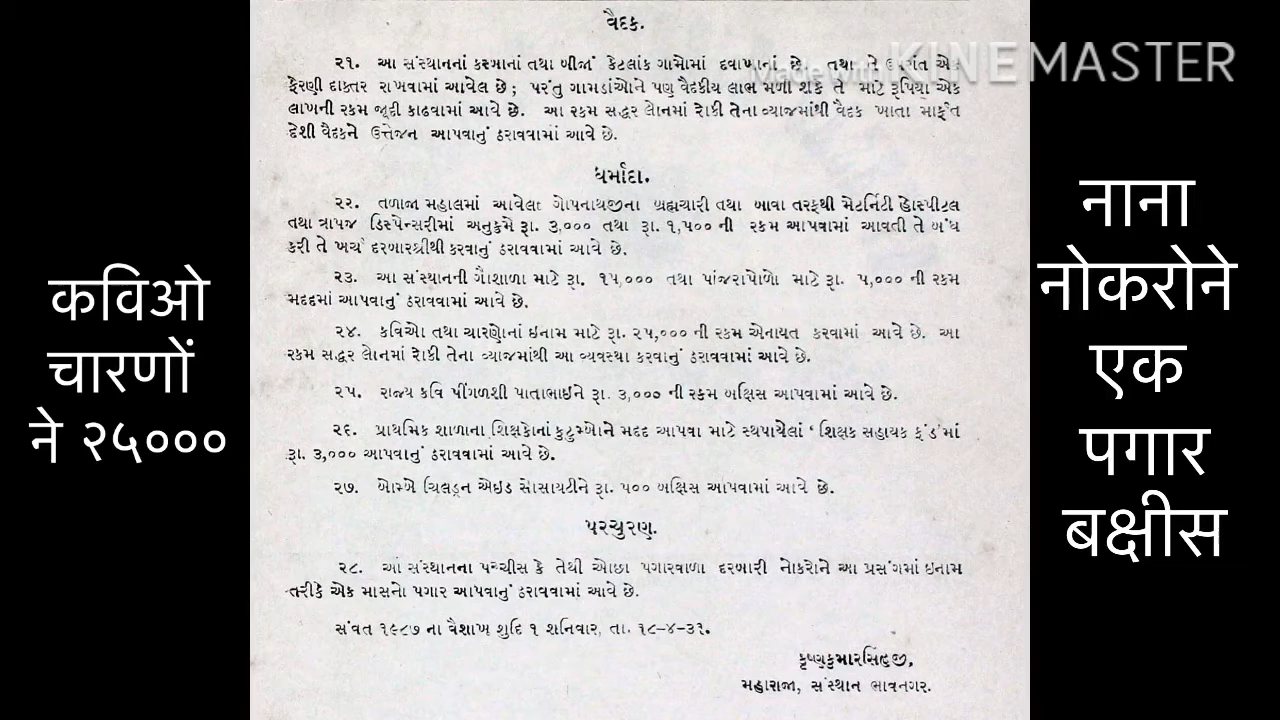 વૈદક.
૨૧. આ સંસ્થાનનાં કસ્બાનાં તથા બીજાં કેટલાંક ગામોમાં દવાખાનાં છે. તથા તે ઉપરાંત એક
ફેરણી દાક્તર રાખવામાં આવેલ છે; પરંતુ ગામડાંઓને પણ વૈદકીય લાભ મળી શકે તે માટે રૂપિયા એક
લાખની રકમ જૂદી કાઢવામાં આવે છે. આ રકમ સદ્ધર લોનમાં રોકી તેના વ્યાજમાંથી વૈદક ખાતા માર્ફત
દેશી વૈદકને ઉત્તેજન આપવાનું ઠરાવવામાં આવે છે.
ધર્માદા.
૨૨. તળાજા મહાલમાં આવેલા ગોપનાથજીના બ્રહ્મચારી તથા બાવા તરફથી મેટર્નિટી હોસ્પીટલ
તથા ત્રાપજ ડિસ્પેન્સરીમાં અનુક્રમે રૂા. ૩,૦૦૦ તથા રૂા. ૧,૫૦૦ ની રકમ આપવામાં આવતી તે બંધ
કરી તે ખર્ચ દરબારશ્રીથી કરવાનું ઠરાવવામાં આવે છે.
૨૩. આ સંસ્થાનની ગૌશાળા માટે રૂા. ૧૫,૦૦૦ તથા પાંજરાપોળો માટે રૂા. ૫,૦૦૦ ની રકમ
મદદમાં આપવાનું ઠરાવવામાં આવે છે.
૨૪. કવિઓ તથા ચારણોનાં ઇનામ માટે રૂા. ૨૫,૦૦૦ ની રકમ એનાયત કરવામાં આવે છે. આ
રકમ સદ્ધર લોનમાં રોકી તેના વ્યાજમાંથી આ વ્યવસ્થા કરવાનું ઠરાવવામાં આવે છે.
૨૫. રાજ્ય કવિ પીંગળશી પાતાભાઈને રૂા. ૩,૦૦૦ ની રકમ બક્ષિસ આપવામાં આવે છે.
૨૬. પ્રાથમિક શાળાના શિક્ષકોનાં કુટુમ્બોને મદદ આપવા માટે સ્થપાયેલાં ‘શિક્ષક સહાયક ફંડ’માં
રૂા. ૩,૦૦૦ આપવાનું ઠરાવવામાં આવે છે.
૨૭. બોમ્બે ચિલ્ડ્રન એઇડ સોસાયટીને રૂા. ૫૦૦ બક્ષિસ આપવામાં આવે છે.
પરચુરણ.
૨૮. આ સંસ્થાનના પચ્ચીસ કે તેથી ઓછા પગારવાળા દરબારી નોકરોને આ પ્રસંગમાં ઇનામ
તરીકે એક માસનો પગાર આપવાનું ઠરાવવામાં આવે છે.
સંવત ૧૯૮૭ ના વૈશાખ શુદિ ૧ શનિવાર, તા. ૧૮-૪-૩૧.
કૃષ્ણકુમારસિંહજી,
મહારાજા, સંસ્થાન ભાવનગર.
कविओ
चारणों
ने २५०००
नाना
नोकरोने
एक
पगार
बक्षीस
Made with KINEMASTER